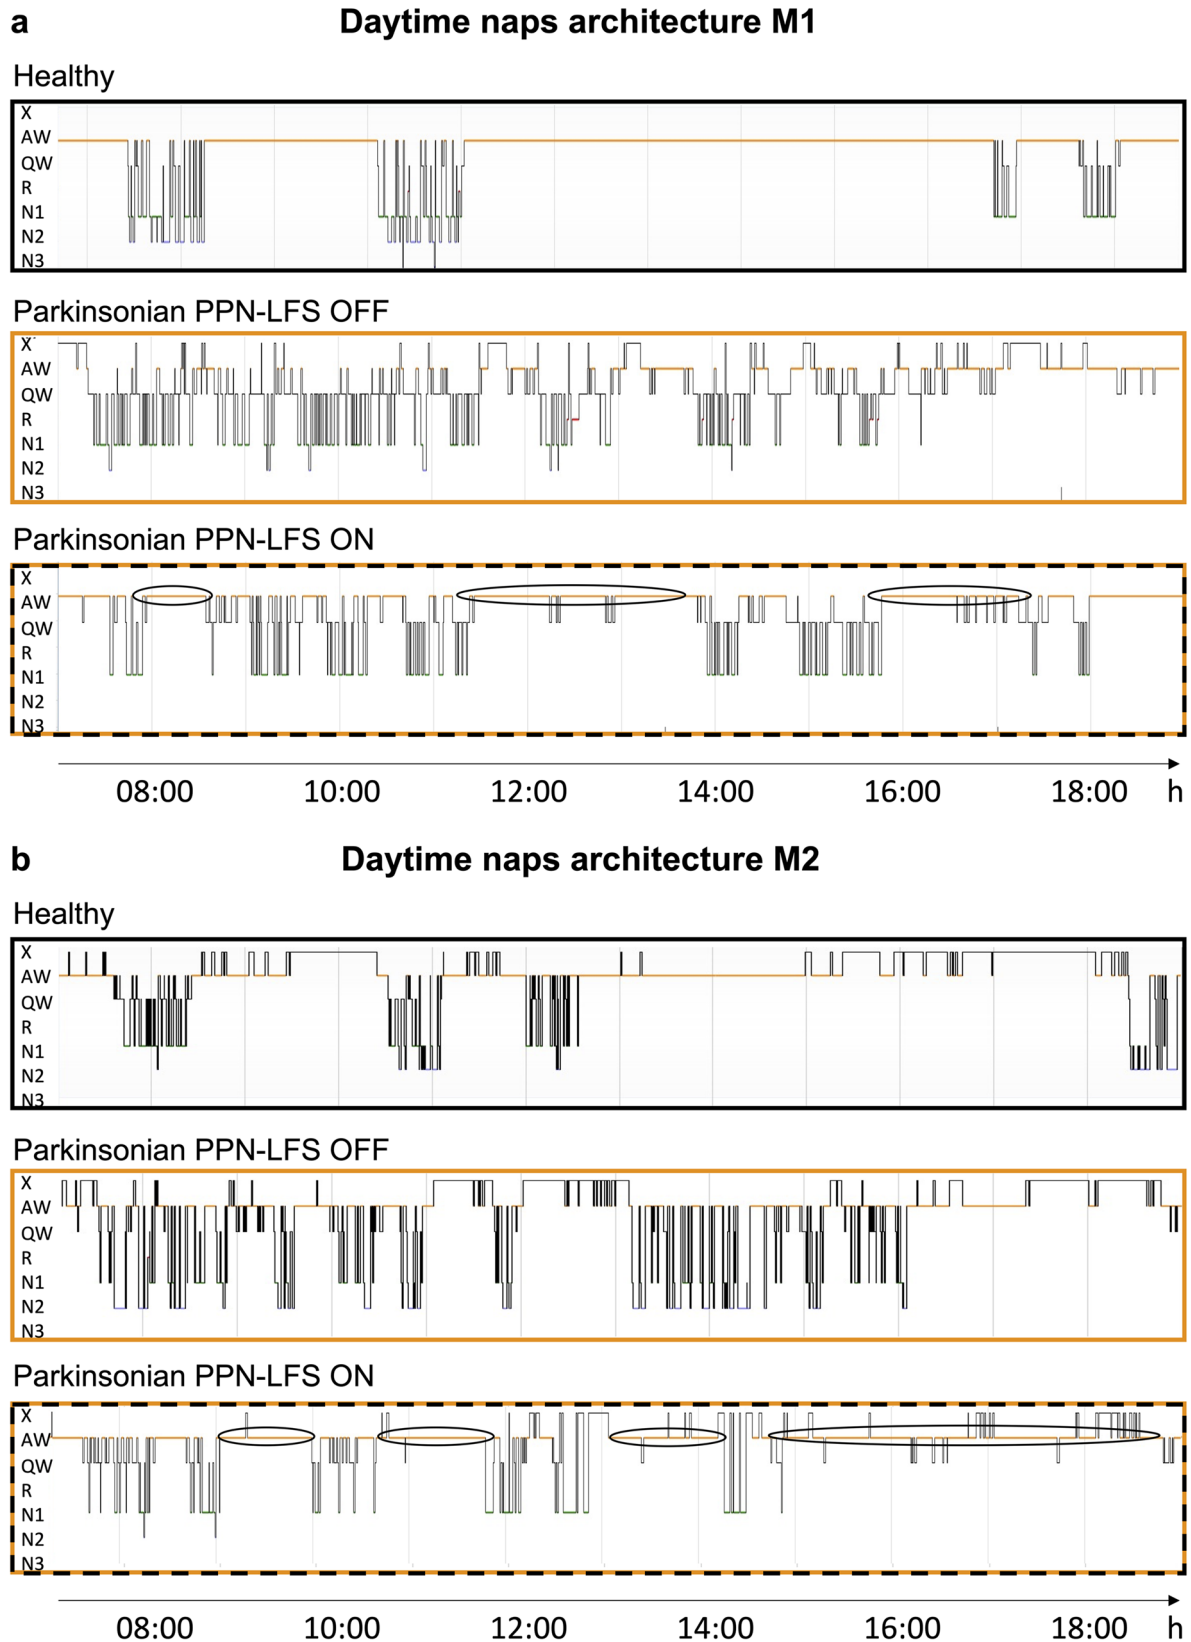 a Daytime naps architecture M1
Healthy
X
AW
QW
R
N1
N2
N3
Parkinsonian PPN-LFS OFF
X
AW
QW
R
N1
N2
N3
Parkinsonian PPN-LFS ON
X
AW
QW
R
N1
N2
N3
08:00 10:00 12:00 14:00 16:00 18:00 h
b Daytime naps architecture M2
Healthy
X
AW
QW
R
N1
N2
N3
Parkinsonian PPN-LFS OFF
X
AW
QW
R
N1
N2
N3
Parkinsonian PPN-LFS ON
X
AW
QW
R
N1
N2
N3
08:00 10:00 12:00 14:00 16:00 18:00 h